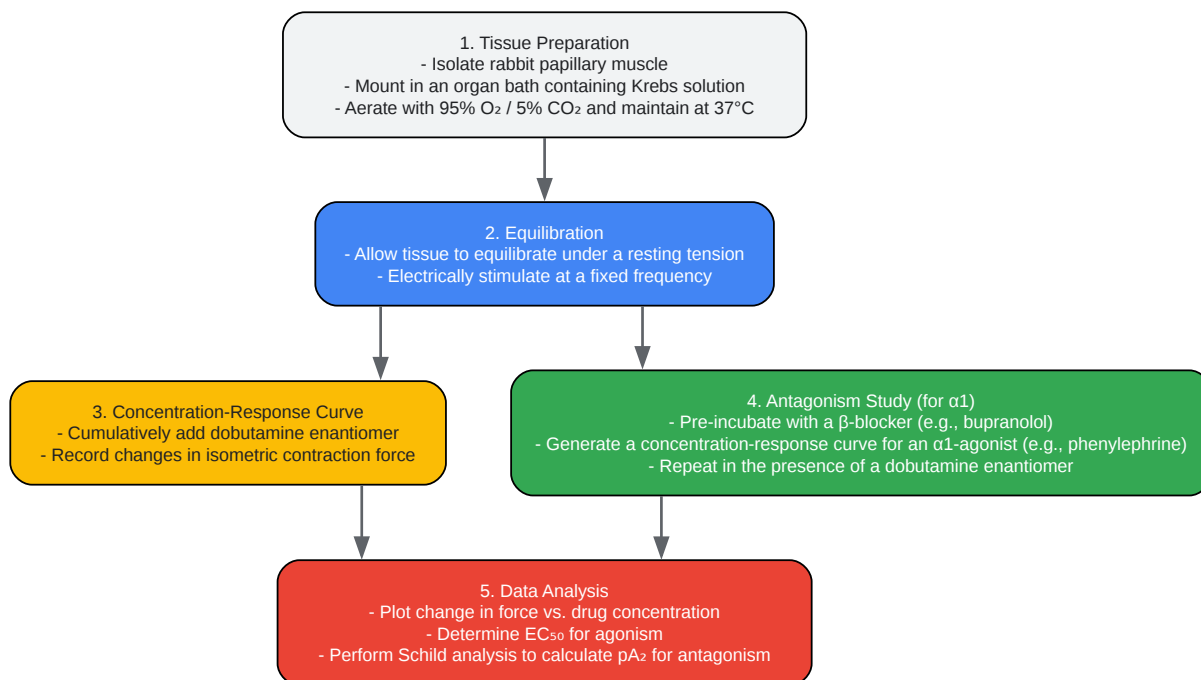 1. Tissue Preparation
- Isolate rabbit papillary muscle
- Mount in an organ bath containing Krebs solution
- Aerate with 95% O₂ / 5% CO₂ and maintain at 37°C
2. Equilibration
- Allow tissue to equilibrate under a resting tension
- Electrically stimulate at a fixed frequency
3. Concentration-Response Curve
- Cumulatively add dobutamine enantiomer
- Record changes in isometric contraction force
4. Antagonism Study (for α1)
- Pre-incubate with a β-blocker (e.g., bupranolol)
- Generate a concentration-response curve for an α1-agonist (e.g., phenylephrine)
- Repeat in the presence of a dobutamine enantiomer
5. Data Analysis
- Plot change in force vs. drug concentration
- Determine EC₅₀ for agonism
- Perform Schild analysis to calculate pA₂ for antagonism